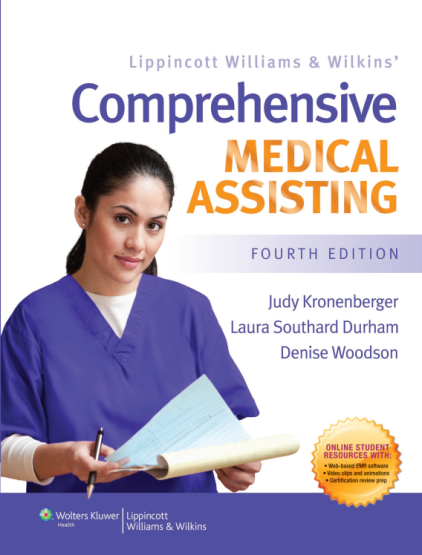 Lippincott Williams & Wilkins'
Comprehensive
MEDICAL
ASSISTING
FOURTH EDITION
Judy Kronenberger
Laura Southard Durham
Denise Woodson
ONLINE STUDENT
RESOURCES WITH:
• Web-based EMR software
• Video clips and animations
• Certification review prep
Wolters Kluwer
Health
Lippincott
Williams & Wilkins